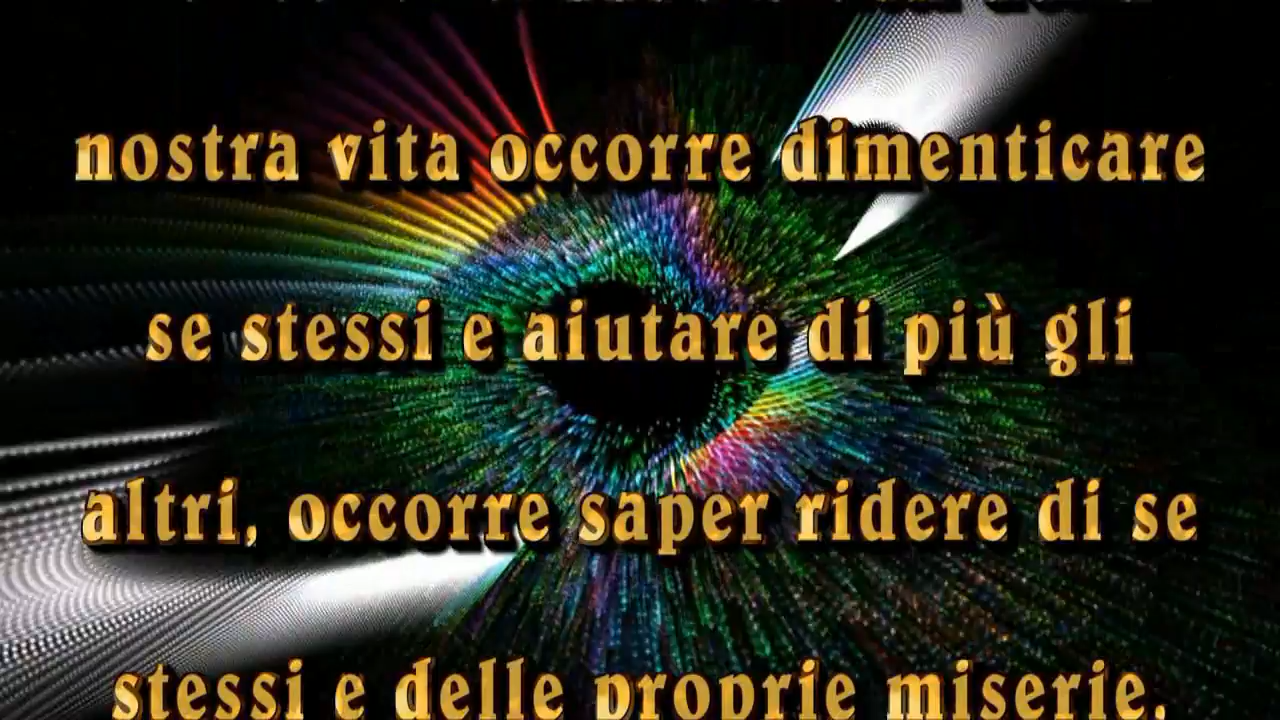 nostra vita occorre dimenticare
se stessi e aiutare di più gli
altri, occorre saper ridere di se
stessi e delle proprie miserie.